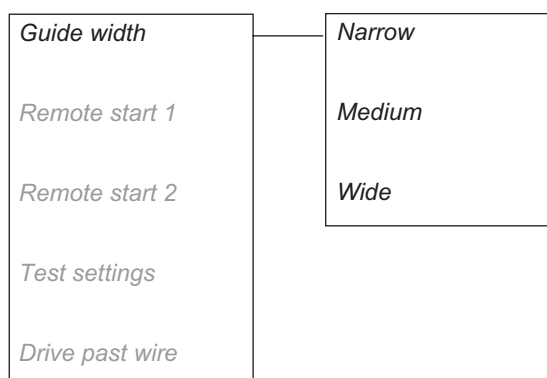 Guide width
Remote start 1
Remote start 2
Test settings
Drive past wire
Narrow
Medium
Wide